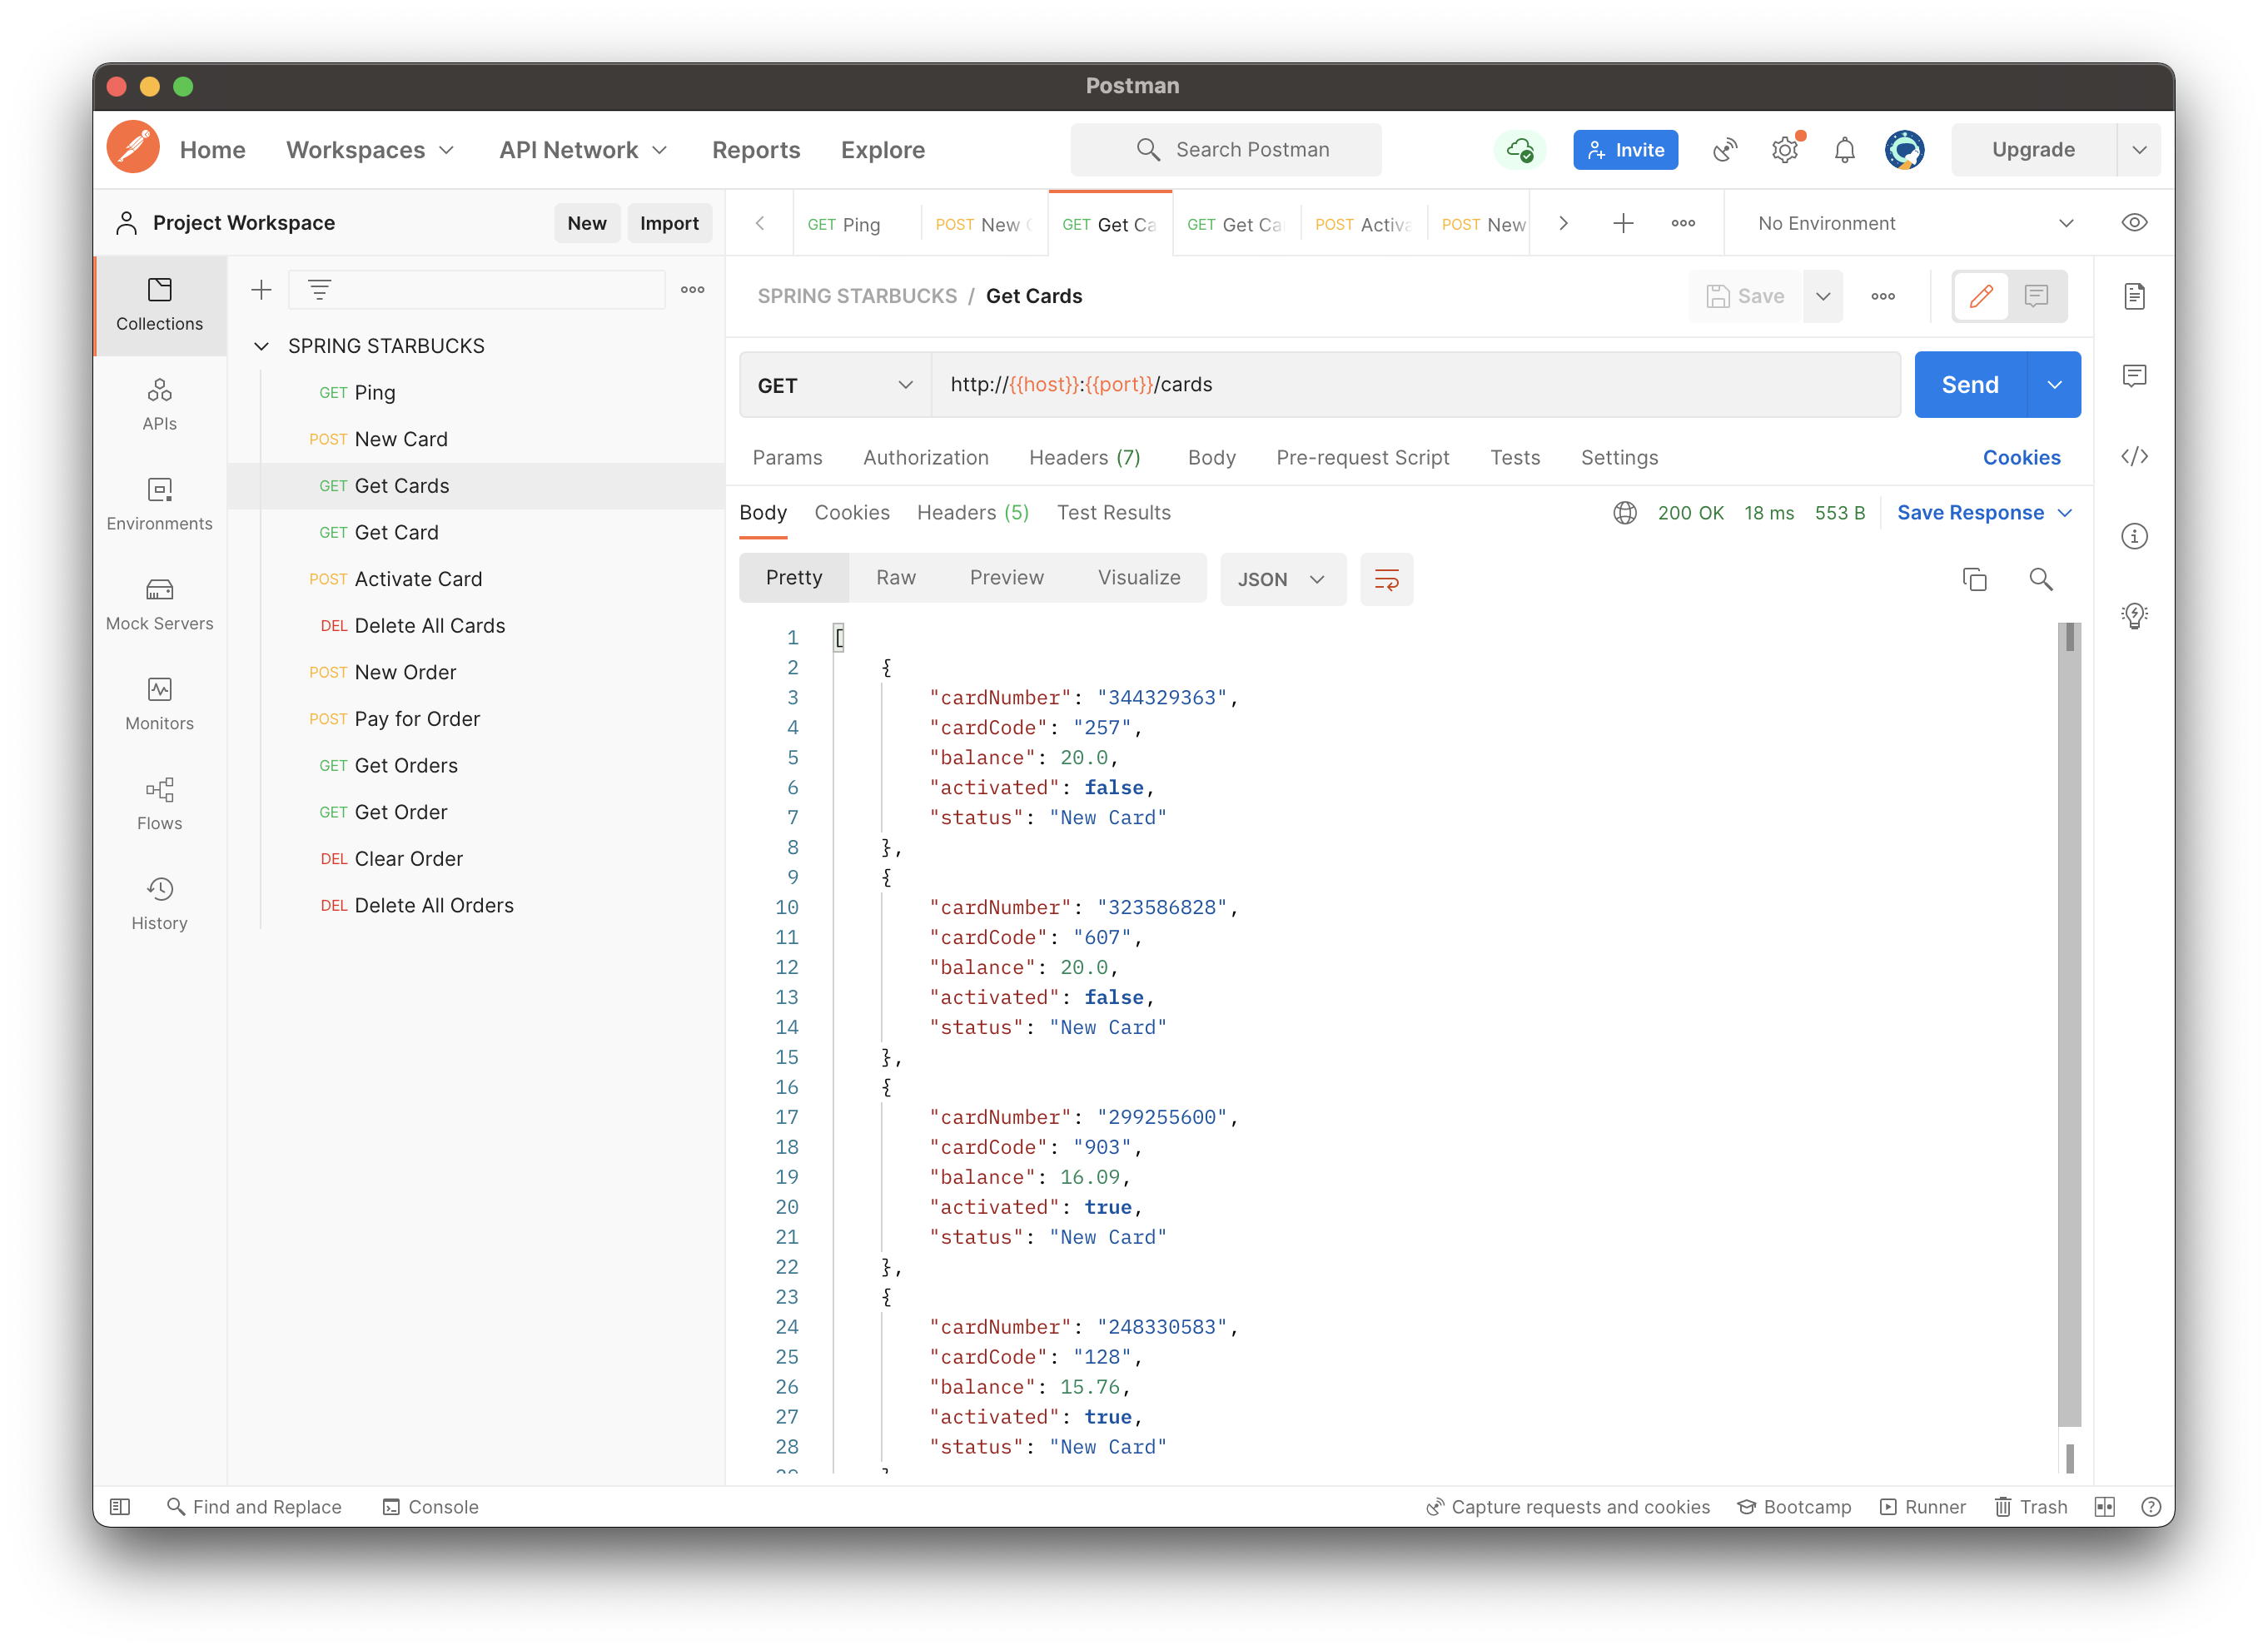 Postman
Home Workspaces API Network Reports Explore Search Postman Invite Upgrade
Project Workspace New Import
GET Ping POST New GET Get Ca GET Get Ca POST Activa POST New No Environment
Collections
APIs
Environments
Mock Servers
Monitors
Flows
History
SPRING STARBUCKS
GET Ping
POST New Card
GET Get Cards
GET Get Card
POST Activate Card
DEL Delete All Cards
POST New Order
POST Pay for Order
GET Get Orders
GET Get Order
DEL Clear Order
DEL Delete All Orders
SPRING STARBUCKS / Get Cards Save
GET http://{{host}}:{{port}}/cards Send
Params Authorization Headers (7) Body Pre-request Script Tests Settings Cookies
Body Cookies Headers (5) Test Results 200 OK 18 ms 553 B Save Response
Pretty Raw Preview Visualize JSON
1 [
2 {
3 "cardNumber": "344329363",
4 "cardCode": "257",
5 "balance": 20.0,
6 "activated": false,
7 "status": "New Card"
8 },
9 {
10 "cardNumber": "323586828",
11 "cardCode": "607",
12 "balance": 20.0,
13 "activated": false,
14 "status": "New Card"
15 },
16 {
17 "cardNumber": "299255600",
18 "cardCode": "903",
19 "balance": 16.09,
20 "activated": true,
21 "status": "New Card"
22 },
23 {
24 "cardNumber": "248330583",
25 "cardCode": "128",
26 "balance": 15.76,
27 "activated": true,
28 "status": "New Card"
Find and Replace Console Capture requests and cookies Bootcamp Runner Trash